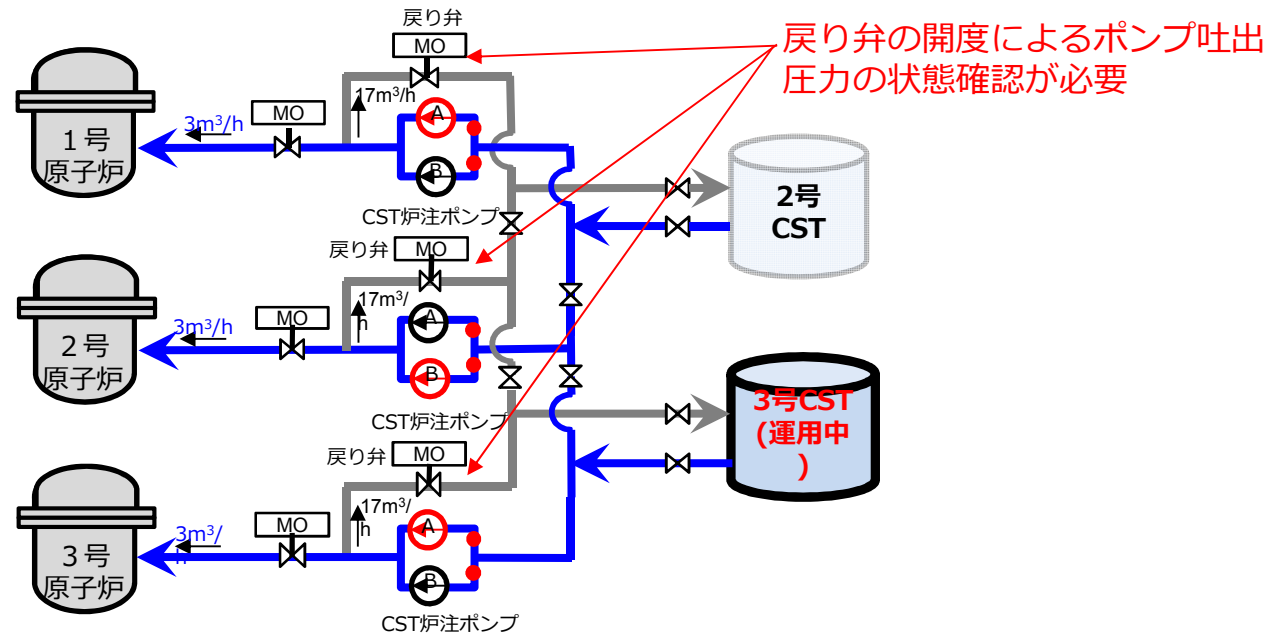 戻り弁
MO
戻り弁の開度によるポンプ吐出
圧力の状態確認が必要
17m³/h
MO
3m³/h
A
1号
原子炉
B
2号
CST
CST炉注ポンプ
戻り弁
MO
17m³/
h
MO
3m³/h
A
2号
原子炉
B
3号CST
(運用中
)
CST炉注ポンプ
戻り弁
MO
17m³/
h
MO
3m³/
h
A
3号
原子炉
B
CST炉注ポンプ